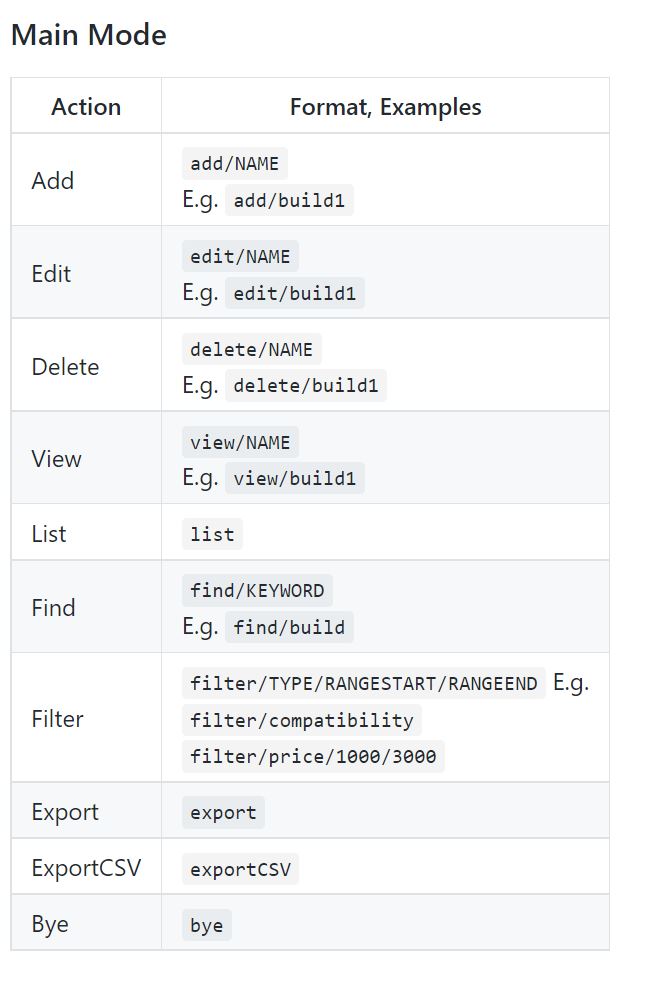 Main Mode
Action Format, Examples
Add
add/NAME
E.g. add/build1
Edit
edit/NAME
E.g. edit/build1
Delete
delete/NAME
E.g. delete/build1
View
view/NAME
E.g. view/build1
List
list
Find
find/KEYWORD
E.g. find/build
Filter
filter/TYPE/RANGESTART/RANGEEND E.g.
filter/compatibility
filter/price/1000/3000
Export
export
ExportCSV
exportCSV
Bye
bye